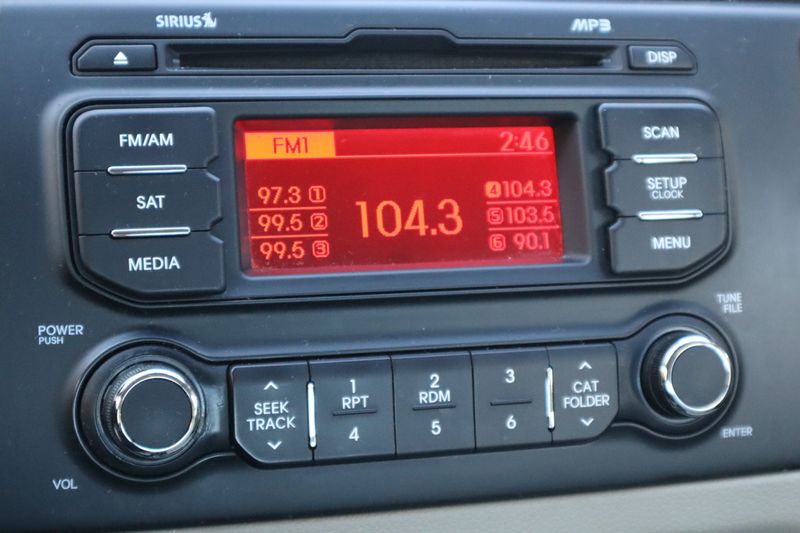 SIRIUS
MP3
DISP
FM/AM
SAT
MEDIA
FM1 2:46
97.3 1
99.5 2
99.5 3
104.3
4 104.3
5 103.5
6 90.1
SCAN
SETUP
CLOCK
MENU
POWER
PUSH
VOL
SEEK
TRACK
1
RPT
4
2
RDM
5
3
6
CAT
FOLDER
TUNE
FILE
ENTER